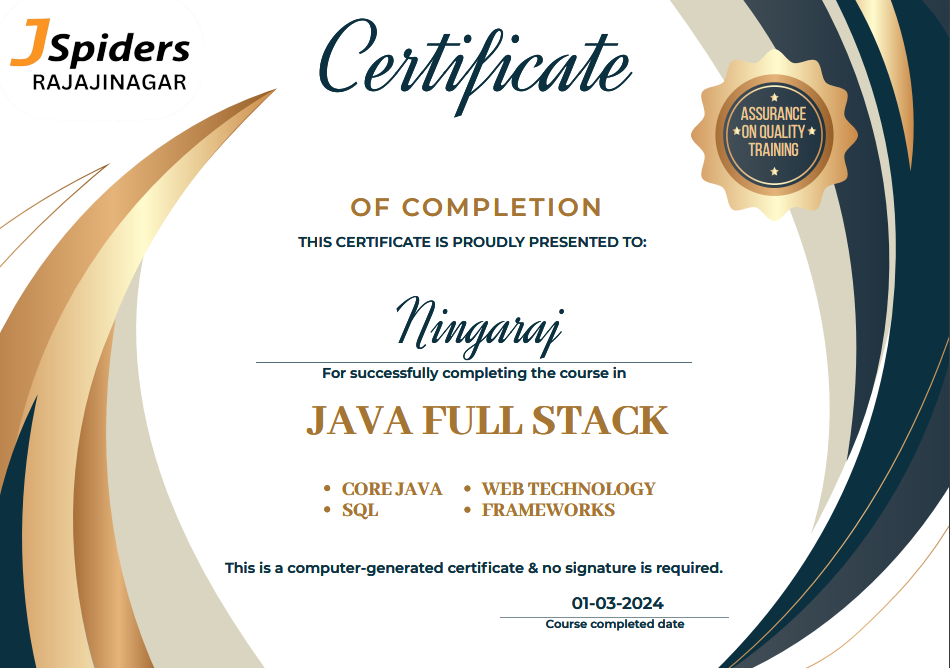 JSpiders
RAJAJINAGAR
Certificate
ASSURANCE
ON QUALITY
TRAINING
OF COMPLETION
THIS CERTIFICATE IS PROUDLY PRESENTED TO:
Ningaraj
For successfully completing the course in
JAVA FULL STACK
• CORE JAVA • WEB TECHNOLOGY
• SQL • FRAMEWORKS
This is a computer-generated certificate & no signature is required.
01-03-2024
Course completed date